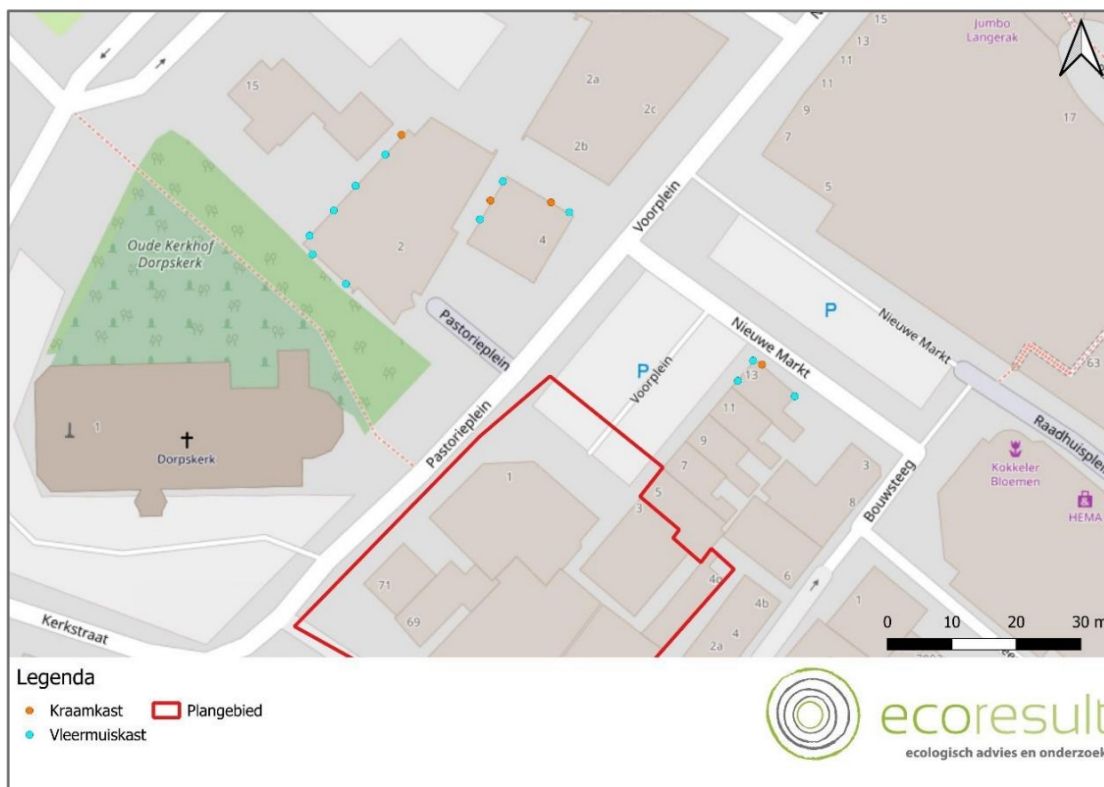 Jumbo
Langerak
13
11
11
9
7
5
17
15
2a
2c
2b
Voorplein
Oude Kerkhof
Dorpskerk
2
4
P
Nieuwe Markt
Nieuwe Markt
63
Pastorieplein
P
Voorplein
13
11
9
7
5
3
Pastorieplein
1
Dorpskerk
1
3
8
6
Bouwsteeg
Raadhuisplein
Kokkeler
Bloemen
HEMA
71
69
4a
4b
4
2a
1
Kerkstraat
0 10 20 30 m
Legenda
Kraamkast
Plangebied
Vleermuiskast
ecoresult
ecologisch advies en onderzoek